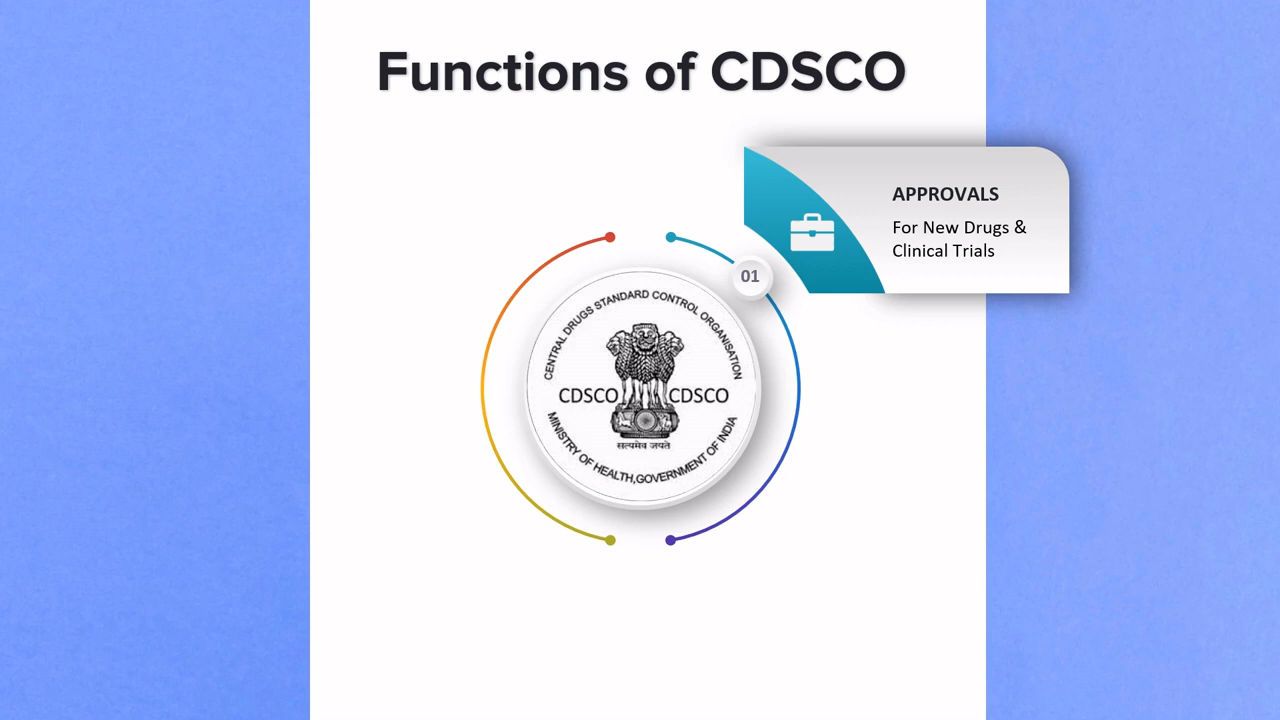 Functions of CDSCO
APPROVALS
For New Drugs &
Clinical Trials
01
CENTRAL DRUGS STANDARD CONTROL ORGANISATION
CDSCO CDSCO
सत्यमेव जयते
MINISTRY OF HEALTH,GOVERNMENT OF INDIA